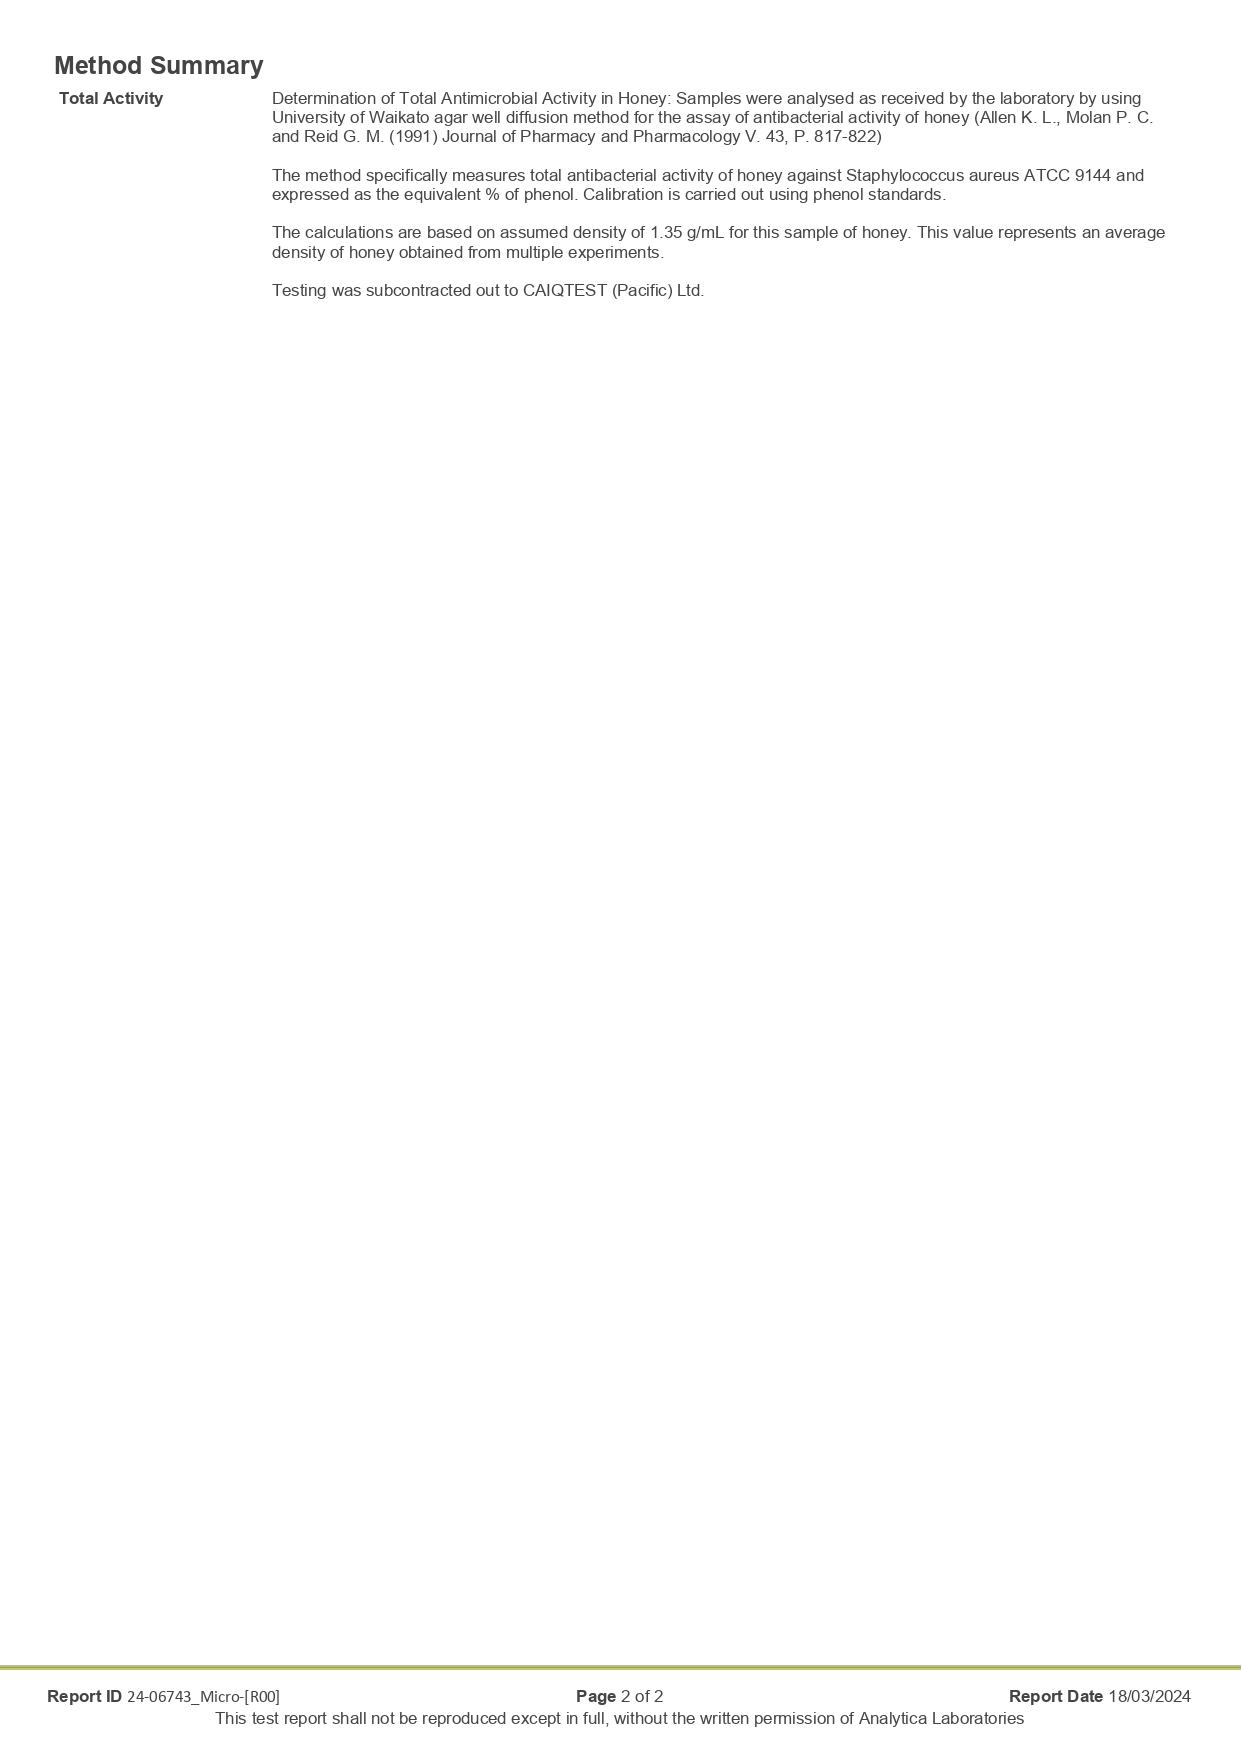 Method Summary
Total Activity
Determination of Total Antimicrobial Activity in Honey: Samples were analysed as received by the laboratory by using
University of Waikato agar well diffusion method for the assay of antibacterial activity of honey (Allen K. L., Molan P. C.
and Reid G. M. (1991) Journal of Pharmacy and Pharmacology V. 43, P. 817-822)
The method specifically measures total antibacterial activity of honey against Staphylococcus aureus ATCC 9144 and
expressed as the equivalent % of phenol. Calibration is carried out using phenol standards.
The calculations are based on assumed density of 1.35 g/mL for this sample of honey. This value represents an average
density of honey obtained from multiple experiments.
Testing was subcontracted out to CAIQTEST (Pacific) Ltd.
Report ID 24-06743_Micro-[R00]
Page 2 of 2
Report Date 18/03/2024
This test report shall not be reproduced except in full, without the written permission of Analytica Laboratories